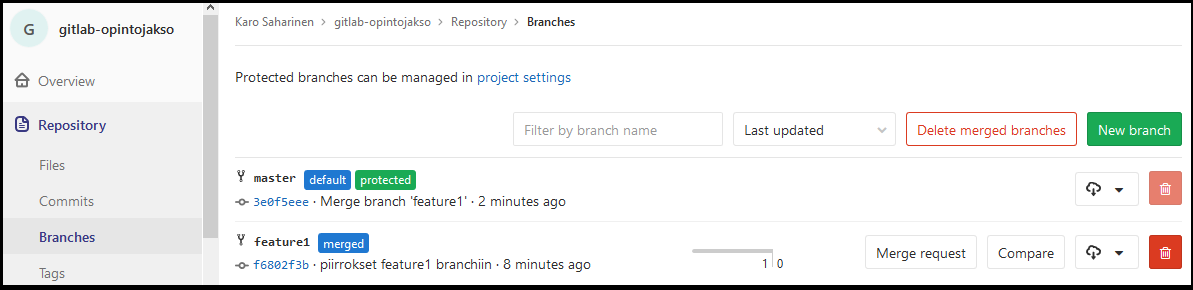 G gitlab-opintojakso
Overview
Repository
Files
Commits
Branches
Tags
Karo Saharinen > gitlab-opintojakso > Repository > Branches
Protected branches can be managed in project settings
Filter by branch name Last updated Delete merged branches New branch
master default protected
3e0f5eee · Merge branch 'feature1' · 2 minutes ago
feature1 merged
f6802f3b · piirrokset feature1 branchiin · 8 minutes ago
1 0
Merge request Compare